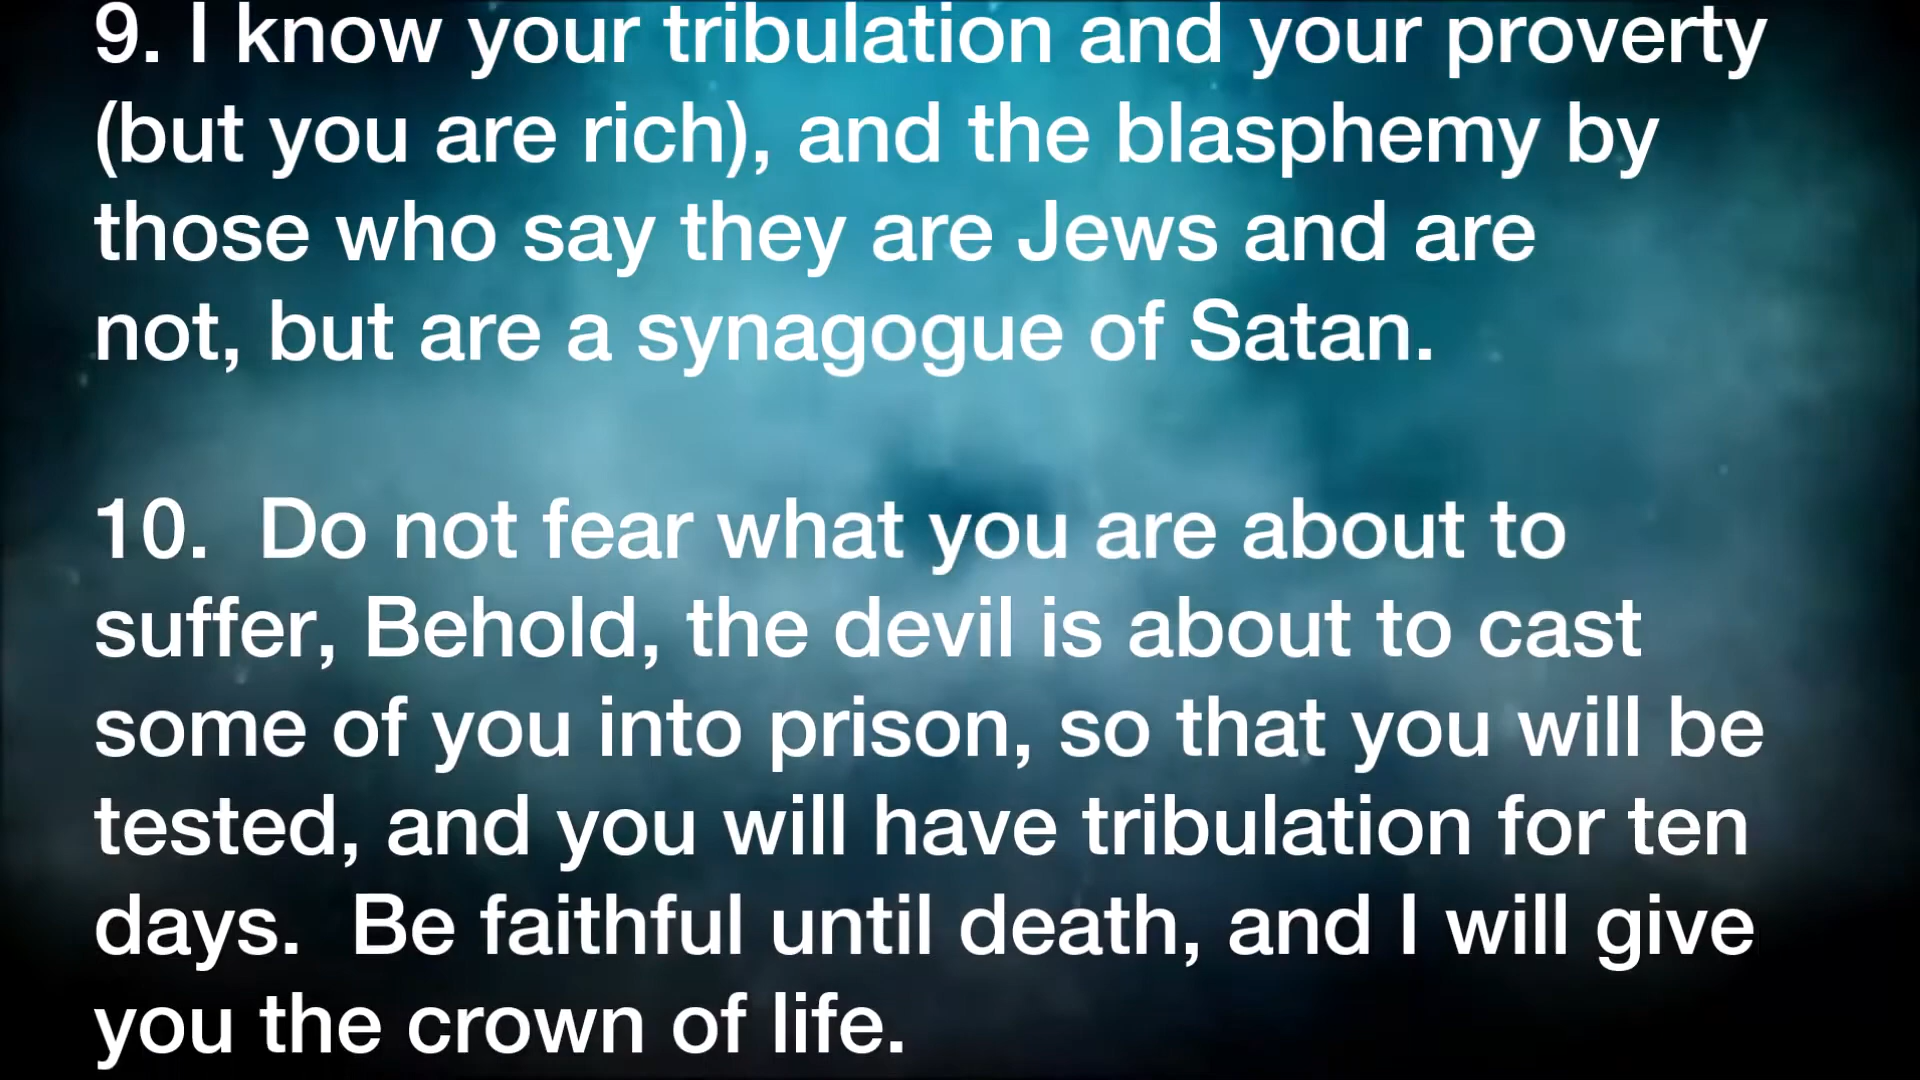 9. I know your tribulation and your proverty
(but you are rich), and the blasphemy by
those who say they are Jews and are
not, but are a synagogue of Satan.
10.  Do not fear what you are about to
suffer, Behold, the devil is about to cast
some of you into prison, so that you will be
tested, and you will have tribulation for ten
days.  Be faithful until death, and I will give
you the crown of life.